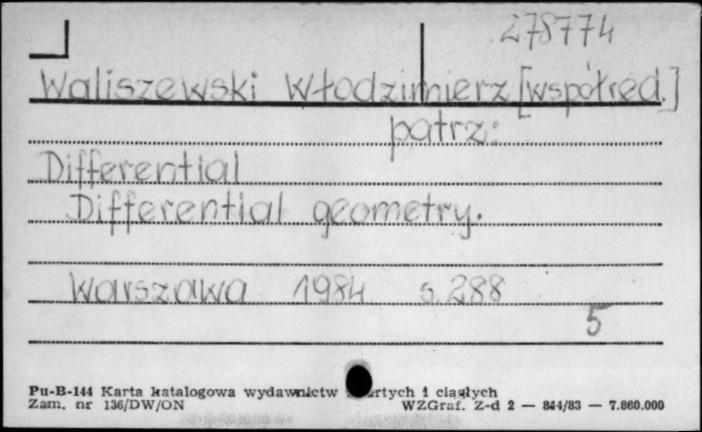 278774
Waliszewski Włodzimierz [współred.]
patrz:
Differential
Differential geometry.
Warszawa 1984 s. 288
5
Pu-B-144 Karta katalogowa wydawnictw i ciągłych
Zam. nr 136/DW/ON WZGraf. Z-d 2 — 844/83 — 7.860.000